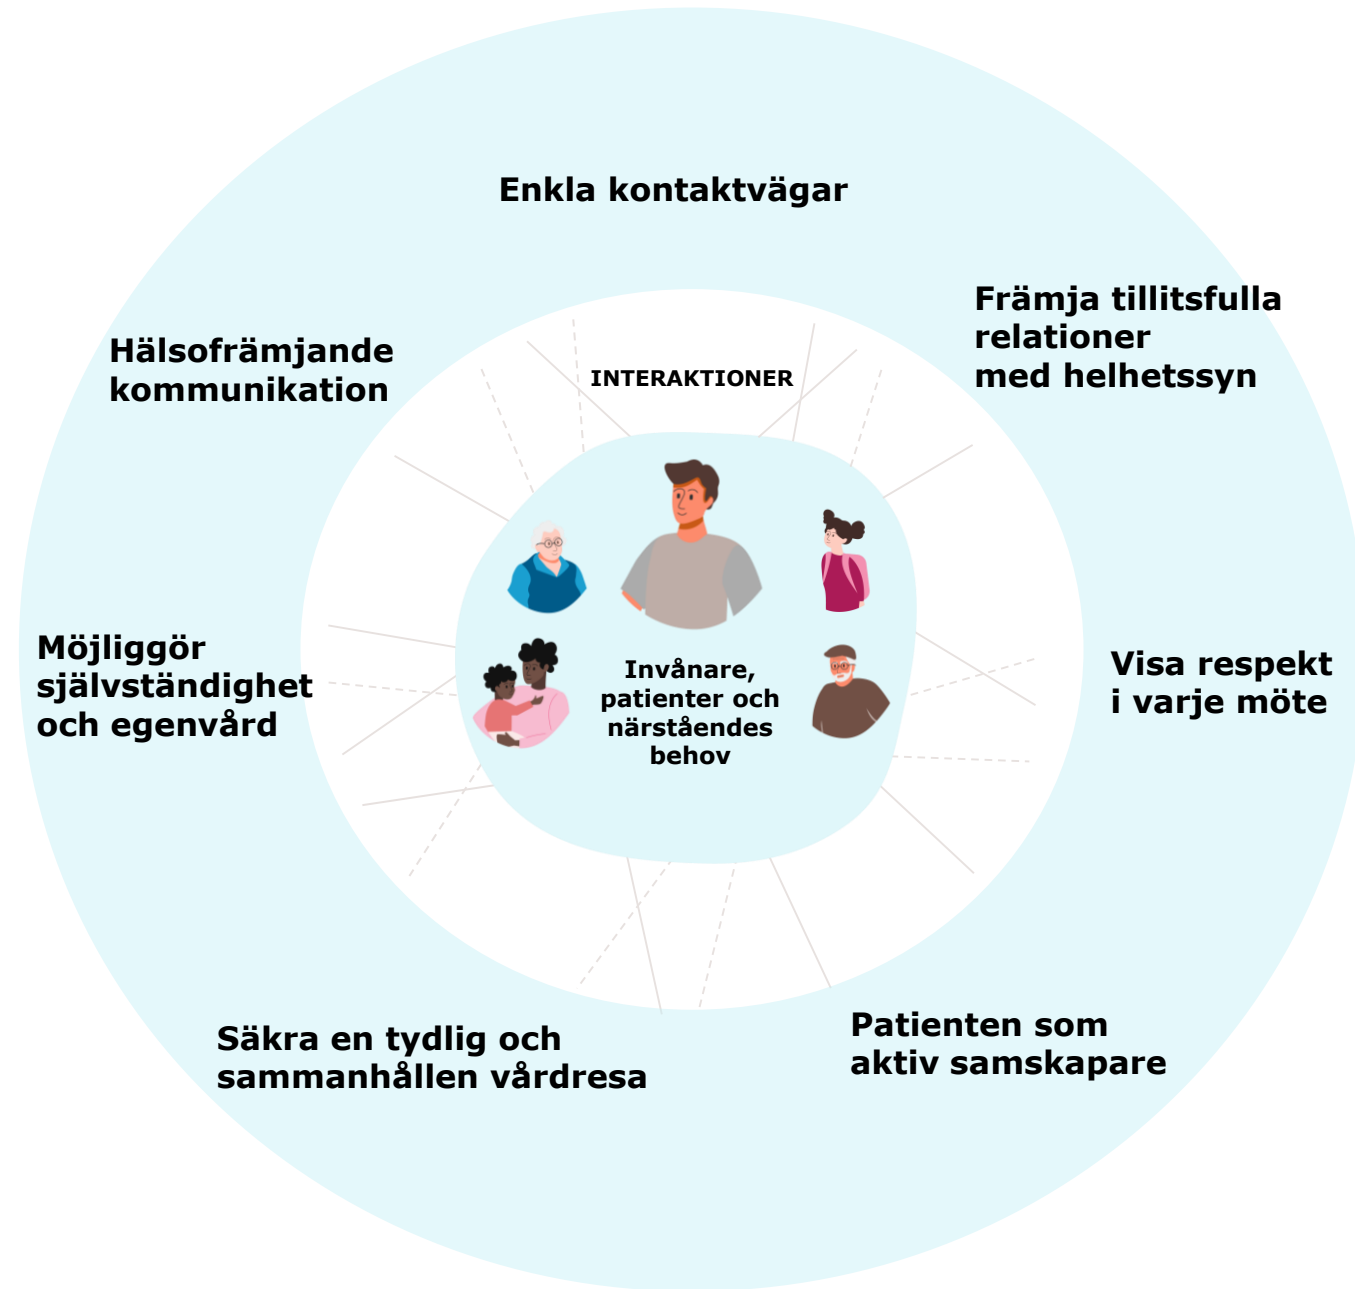 Enkla kontaktvägar
Främja tillitsfulla
relationer
med helhetssyn
Hälsofrämjande
kommunikation
INTERAKTIONER
Möjliggör
självständighet
och egenvård
Invånare,
patienter och
närståendes
behov
Visa respekt
i varje möte
Säkra en tydlig och
sammanhållen vårdresa
Patienten som
aktiv samskapare